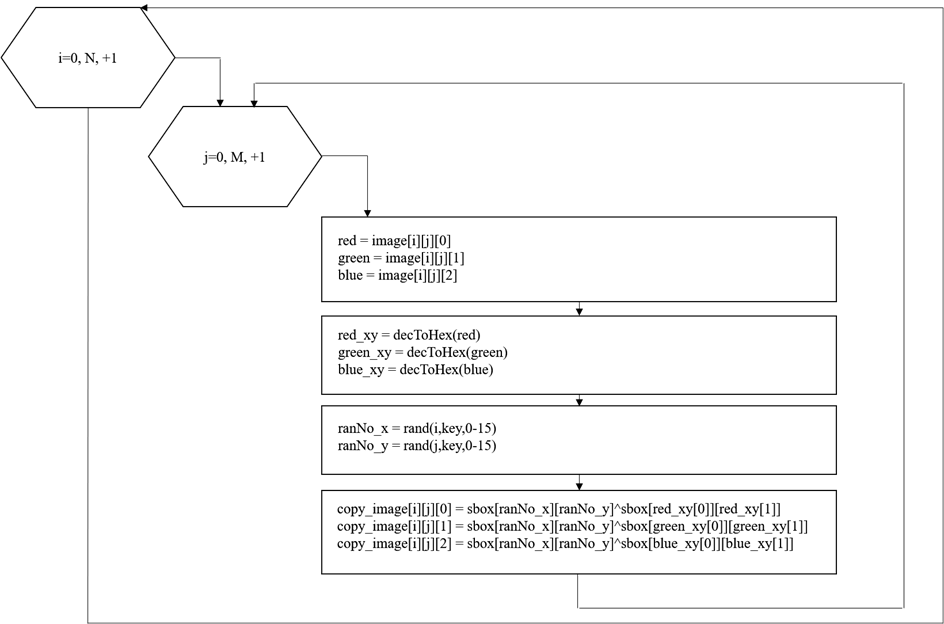 i=0, N, +1
j=0, M, +1
red = image[i][j][0]
green = image[i][j][1]
blue = image[i][j][2]
red_xy = decToHex(red)
green_xy = decToHex(green)
blue_xy = decToHex(blue)
ranNo_x = rand(i,key,0-15)
ranNo_y = rand(j,key,0-15)
copy_image[i][j][0] = sbox[ranNo_x][ranNo_y]^sbox[red_xy[0]][red_xy[1]]
copy_image[i][j][1] = sbox[ranNo_x][ranNo_y]^sbox[green_xy[0]][green_xy[1]]
copy_image[i][j][2] = sbox[ranNo_x][ranNo_y]^sbox[blue_xy[0]][blue_xy[1]]